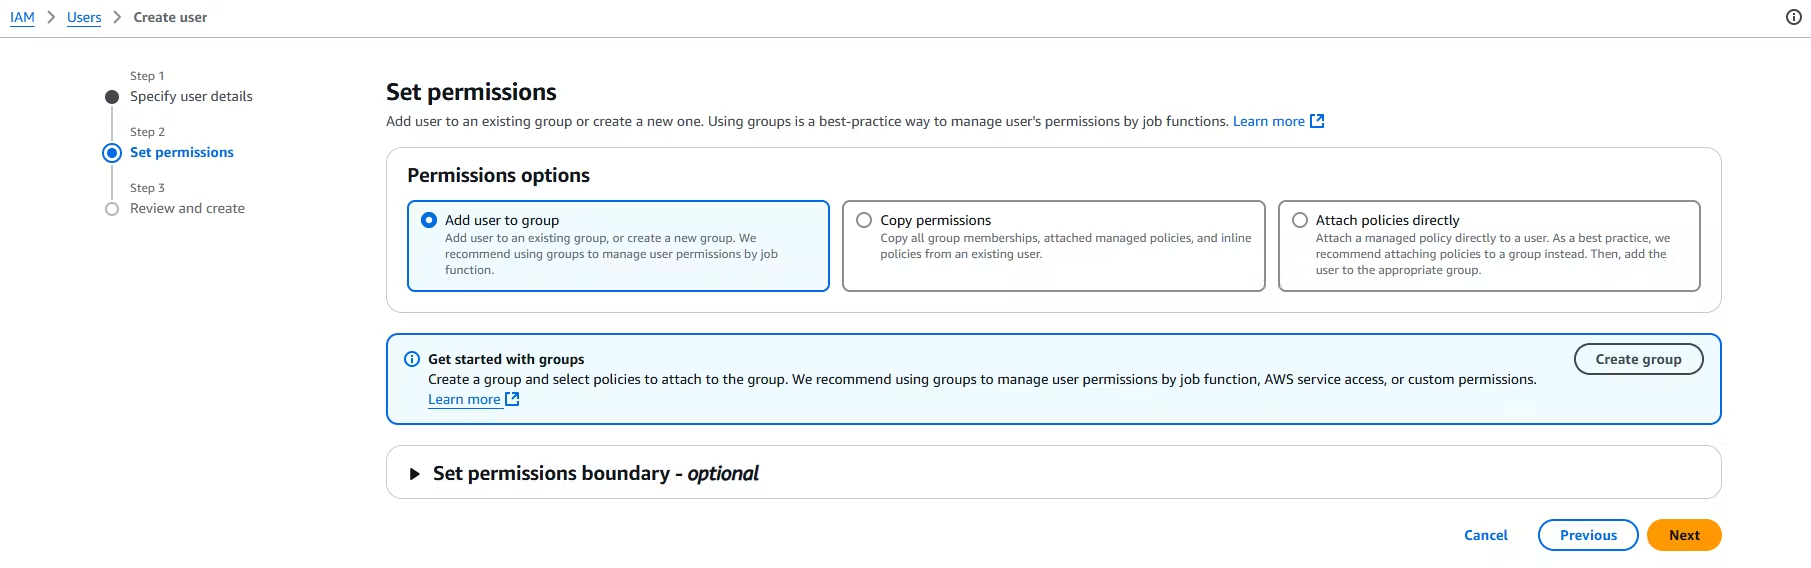 IAM > Users > Create user
Step 1
Specify user details
Step 2
Set permissions
Step 3
Review and create
Set permissions
Add user to an existing group or create a new one. Using groups is a best-practice way to manage user's permissions by job functions. Learn more
Permissions options
Add user to group
Add user to an existing group, or create a new group. We
recommend using groups to manage user permissions by job
function.
Copy permissions
Copy all group memberships, attached managed policies, and inline
policies from an existing user.
Attach policies directly
Attach a managed policy directly to a user. As a best practice, we
recommend attaching policies to a group instead. Then, add the
user to the appropriate group.
Get started with groups
Create a group and select policies to attach to the group. We recommend using groups to manage user permissions by job function, AWS service access, or custom permissions.
Learn more
Create group
Set permissions boundary - optional
Cancel
Previous
Next